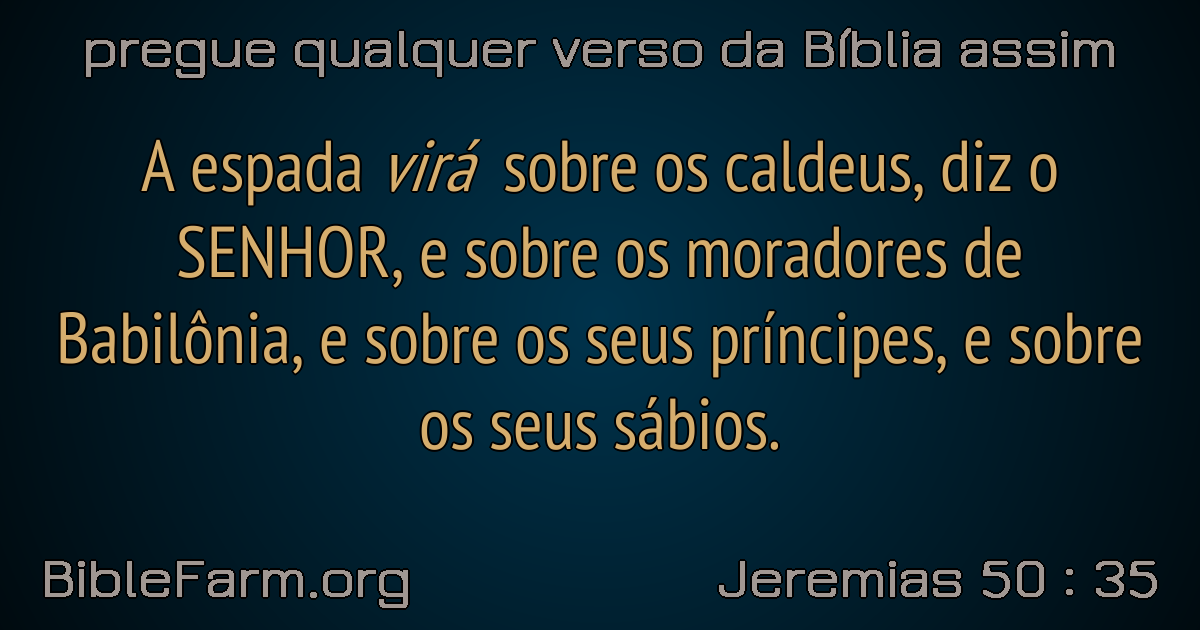 pregue qualquer verso da Bíblia assim
A espada virá sobre os caldeus, diz o
SENHOR, e sobre os moradores de
Babilônia, e sobre os seus príncipes, e sobre
os seus sábios.
BibleFarm.org
Jeremias 50 : 35